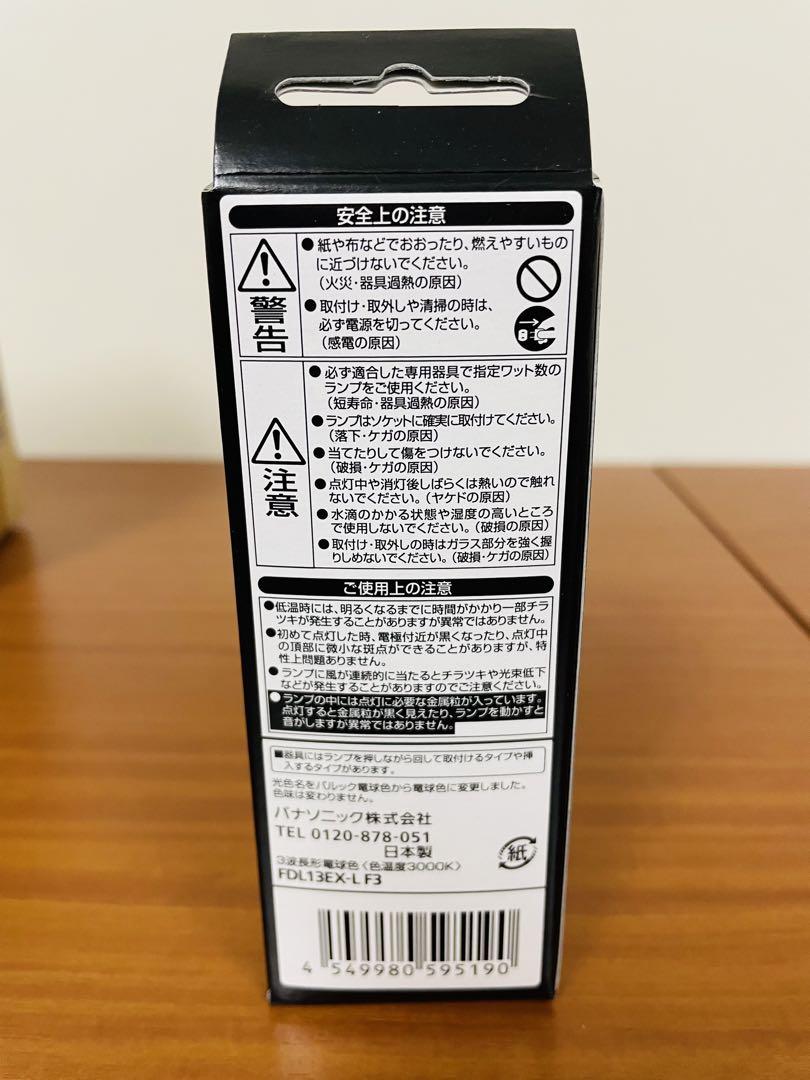 安全上の注意
警告
●紙や布などでおおったり、燃えやすいもの
に近づけないでください。
(火災・器具過熱の原因)
●取付け・取外しや清掃の時は、
必ず電源を切ってください。
(感電の原因)
注意
●必ず適合した専用器具で指定ワット数の
ランプをご使用ください。
(短寿命・器具過熱の原因)
●ランプはソケットに確実に取付けてください。
(落下・ケガの原因)
●当てたりして傷をつけないでください。
(破損・ケガの原因)
●点灯中や消灯後しばらくは熱いので触れ
ないでください。(ヤケドの原因)
●水滴のかかる状態や湿度の高いところ
で使用しないでください。(破損の原因)
●取付け・取外しの時はガラス部分を強く握
りしめないでください。(破損・ケガの原因)
ご使用上の注意
●低温時には、明るくなるまでに時間がかかり一部チラ
ツキが発生することがありますが異常ではありません。
●初めて点灯した時、電極付近が黒くなったり、点灯中
の頂部に微小な斑点ができることがありますが、特
性上問題ありません。
●ランプに風が連続的に当たるとチラツキや光束低下
などが発生することがありますのでご注意ください。
●ランプの中には点灯に必要な金属粒が入っています。
点灯すると金属粒が黒く見えたり、ランプを動かすと
音がしますが異常ではありません。
■器具にはランプを押しながら回して取付けるタイプや挿
入するタイプがあります。
光色名をパルック電球色から電球色に変更しました。
色味は変わりません。
パナソニック株式会社
TEL 0120-878-051
日本製
紙
3波長形電球色〈色温度3000K〉
FDL13EX-L F3
4 549980 595190